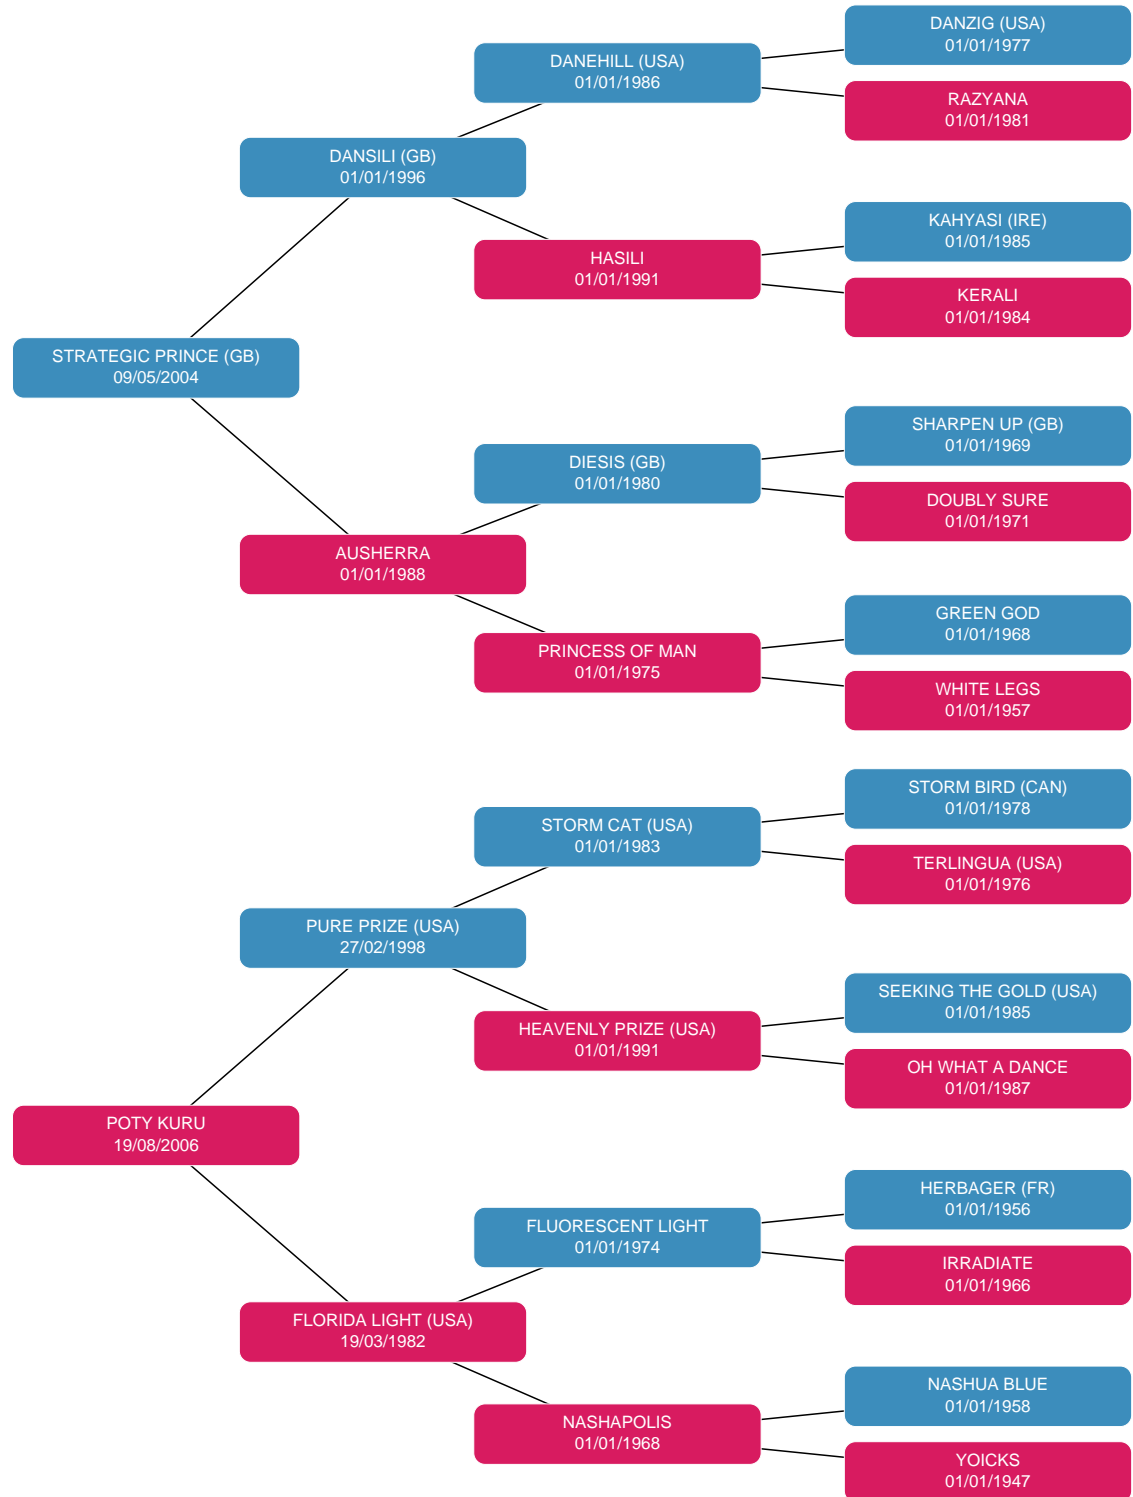 DANZIG (USA)
01/01/1977
DANEHILL (USA)
01/01/1986
RAZYANA
01/01/1981
DANSILI (GB)
01/01/1996
KAHYASI (IRE)
01/01/1985
HASILI
01/01/1991
KERALI
01/01/1984
STRATEGIC PRINCE (GB)
09/05/2004
SHARPEN UP (GB)
01/01/1969
DIESIS (GB)
01/01/1980
DOUBLY SURE
01/01/1971
AUSHERRA
01/01/1988
GREEN GOD
01/01/1968
PRINCESS OF MAN
01/01/1975
WHITE LEGS
01/01/1957
STORM BIRD (CAN)
01/01/1978
STORM CAT (USA)
01/01/1983
TERLINGUA (USA)
01/01/1976
PURE PRIZE (USA)
27/02/1998
SEEKING THE GOLD (USA)
01/01/1985
HEAVENLY PRIZE (USA)
01/01/1991
OH WHAT A DANCE
01/01/1987
POTY KURU
19/08/2006
HERBAGER (FR)
01/01/1956
FLUORESCENT LIGHT
01/01/1974
IRRADIATE
01/01/1966
FLORIDA LIGHT (USA)
19/03/1982
NASHUA BLUE
01/01/1958
NASHAPOLIS
01/01/1968
YOICKS
01/01/1947